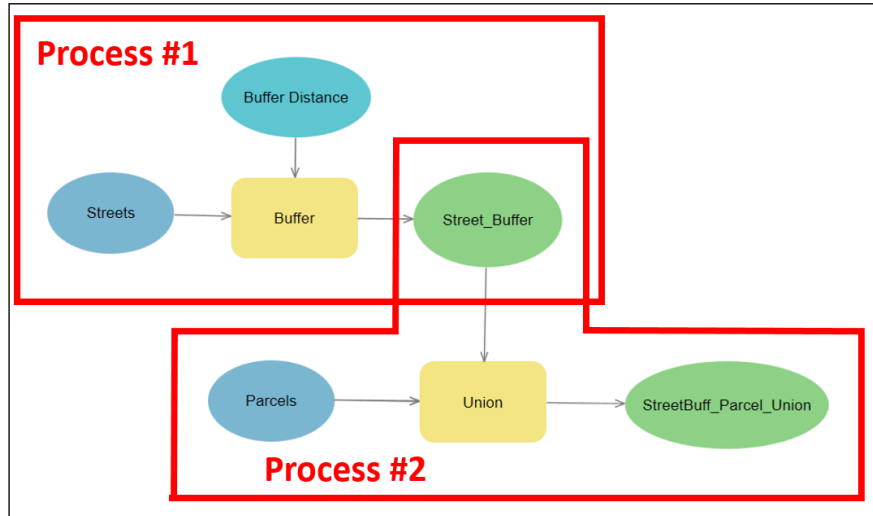 Process #1
Buffer Distance
Streets
Buffer
Street_Buffer
Parcels
Union
StreetBuff_Parcel_Union
Process #2